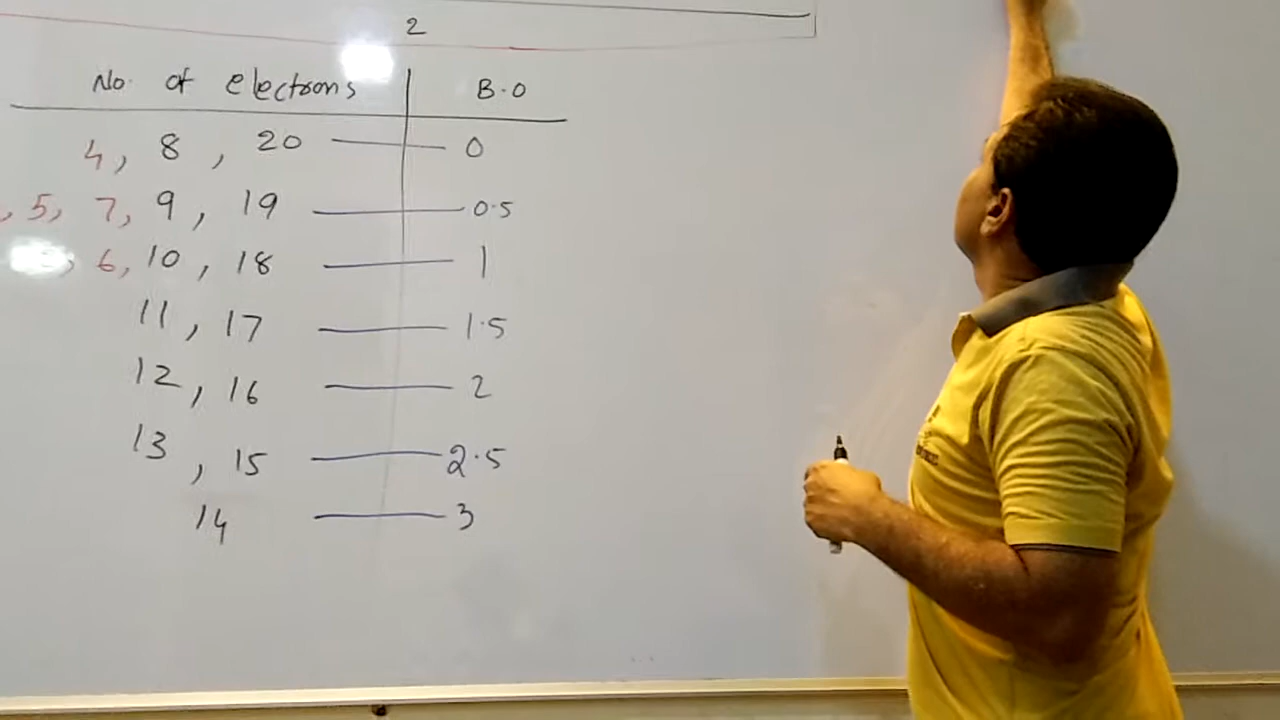 2
No. of electrons B.O
4, 8, 20 — 0
, 5, 7, 9, 19 — 0.5
, 6, 10, 18 — 1
11, 17 — 1.5
12, 16 — 2
13, 15 — 2.5
14 — 3